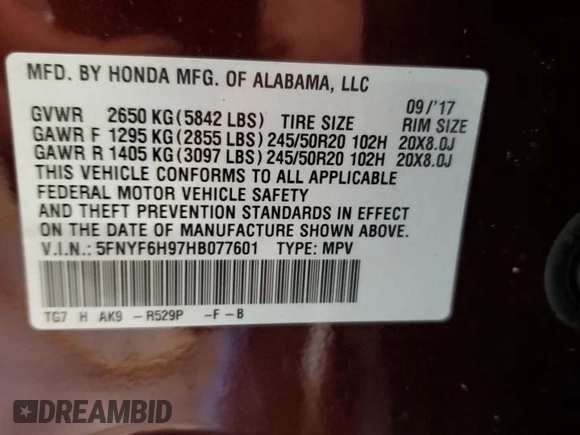 MFD. BY HONDA MFG. OF ALABAMA, LLC
09/'17
GVWR 2650 KG (5842 LBS) TIRE SIZE RIM SIZE
GAWR F 1295 KG (2855 LBS) 245/50R20 102H 20X8.0J
GAWR R 1405 KG (3097 LBS) 245/50R20 102H 20X8.0J
THIS VEHICLE CONFORMS TO ALL APPLICABLE
FEDERAL MOTOR VEHICLE SAFETY
AND THEFT PREVENTION STANDARDS IN EFFECT
ON THE DATE OF MANUFACTURE SHOWN ABOVE.
V.I.N.: 5FNYF6H97HB077601 TYPE: MPV
TG7 H AK9 - R529P -F - B
DREAMBID